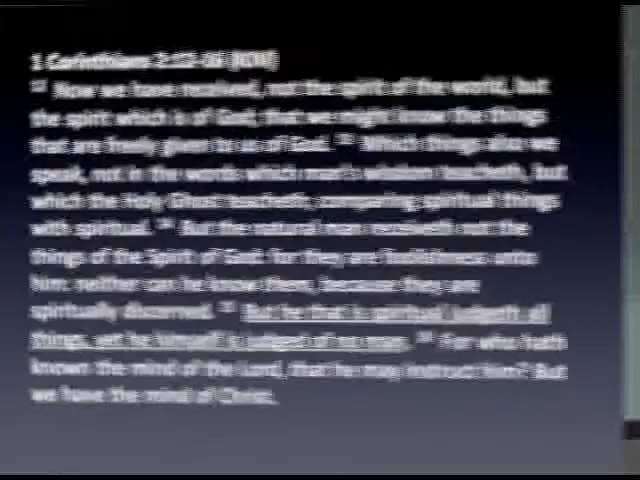 1 Corinthians 2:12-16 (KJV)
12 Now we have received, not the spirit of the world, but
the spirit which is of God; that we might know the things
that are freely given to us of God. 13 Which things also we
speak, not in the words which man's wisdom teacheth, but
which the Holy Ghost teacheth; comparing spiritual things
with spiritual. 14 But the natural man receiveth not the
things of the Spirit of God: for they are foolishness unto
him: neither can he know them, because they are
spiritually discerned. 15 But he that is spiritual judgeth all
things, yet he himself is judged of no man. 16 For who hath
known the mind of the Lord, that he may instruct him? But
we have the mind of Christ.